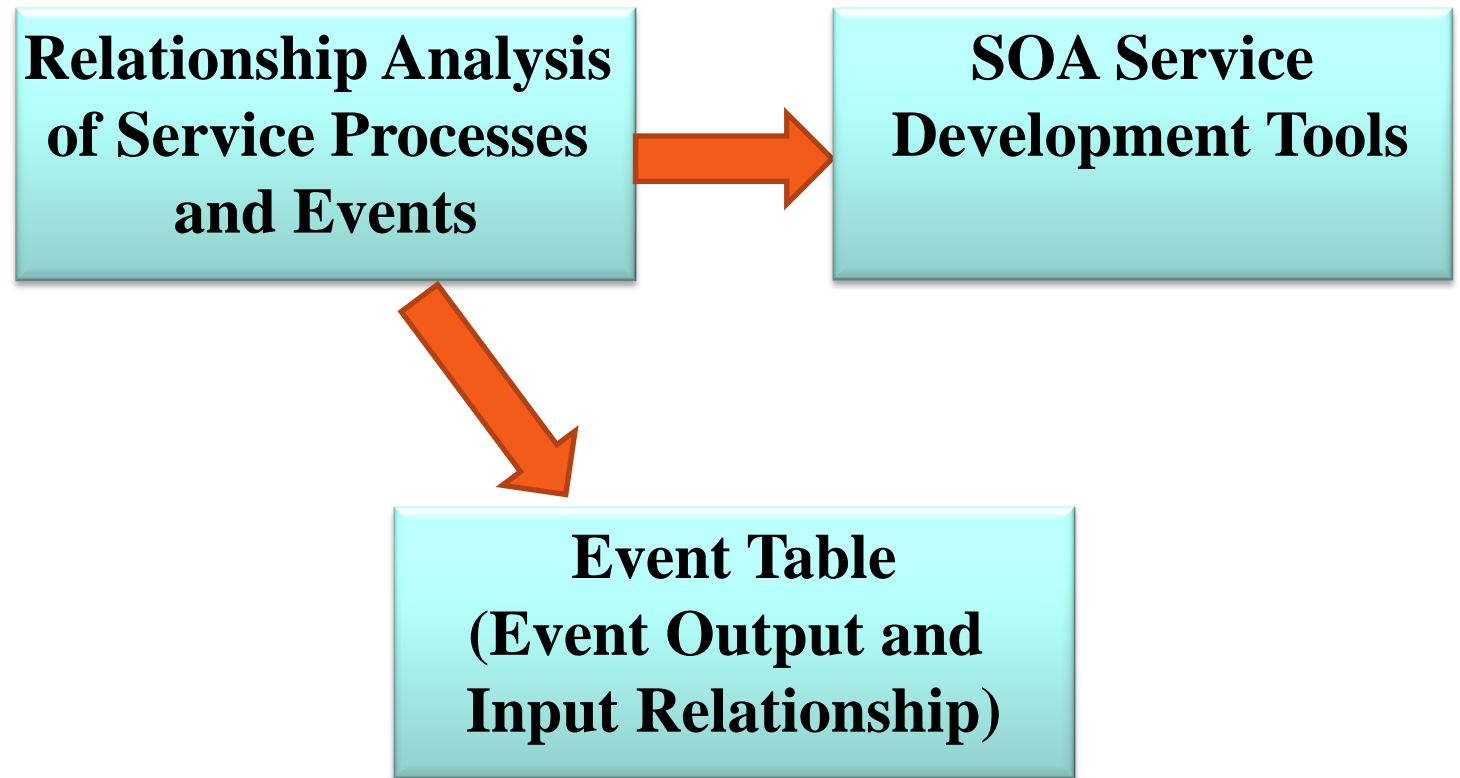 Relationship Analysis
of Service Processes
and Events
SOA Service
Development Tools
Event Table
(Event Output and
Input Relationship)